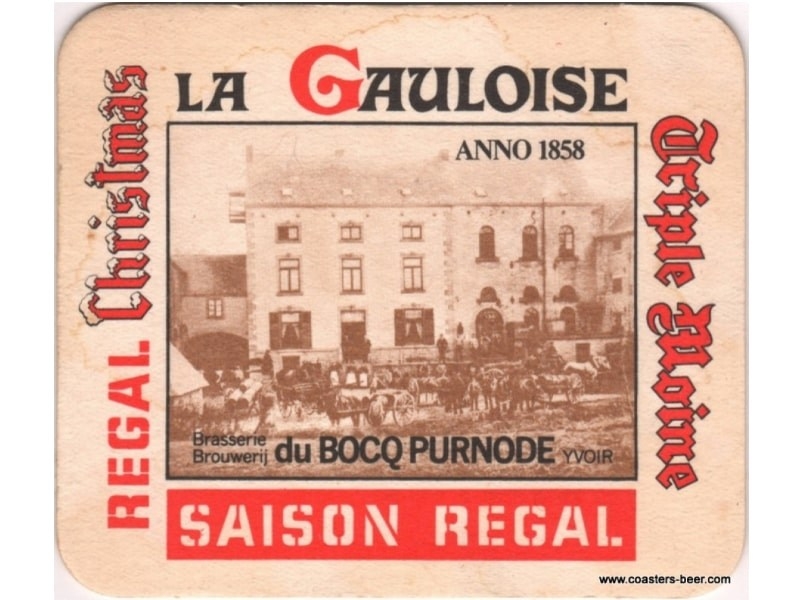 LA GAULOISE
ANNO 1858
REGAL Christmas
Triple Moine
Brasserie
Brouwerij du BOCQ PURNODE YVOIR
SAISON REGAL
www.coasters-beer.com